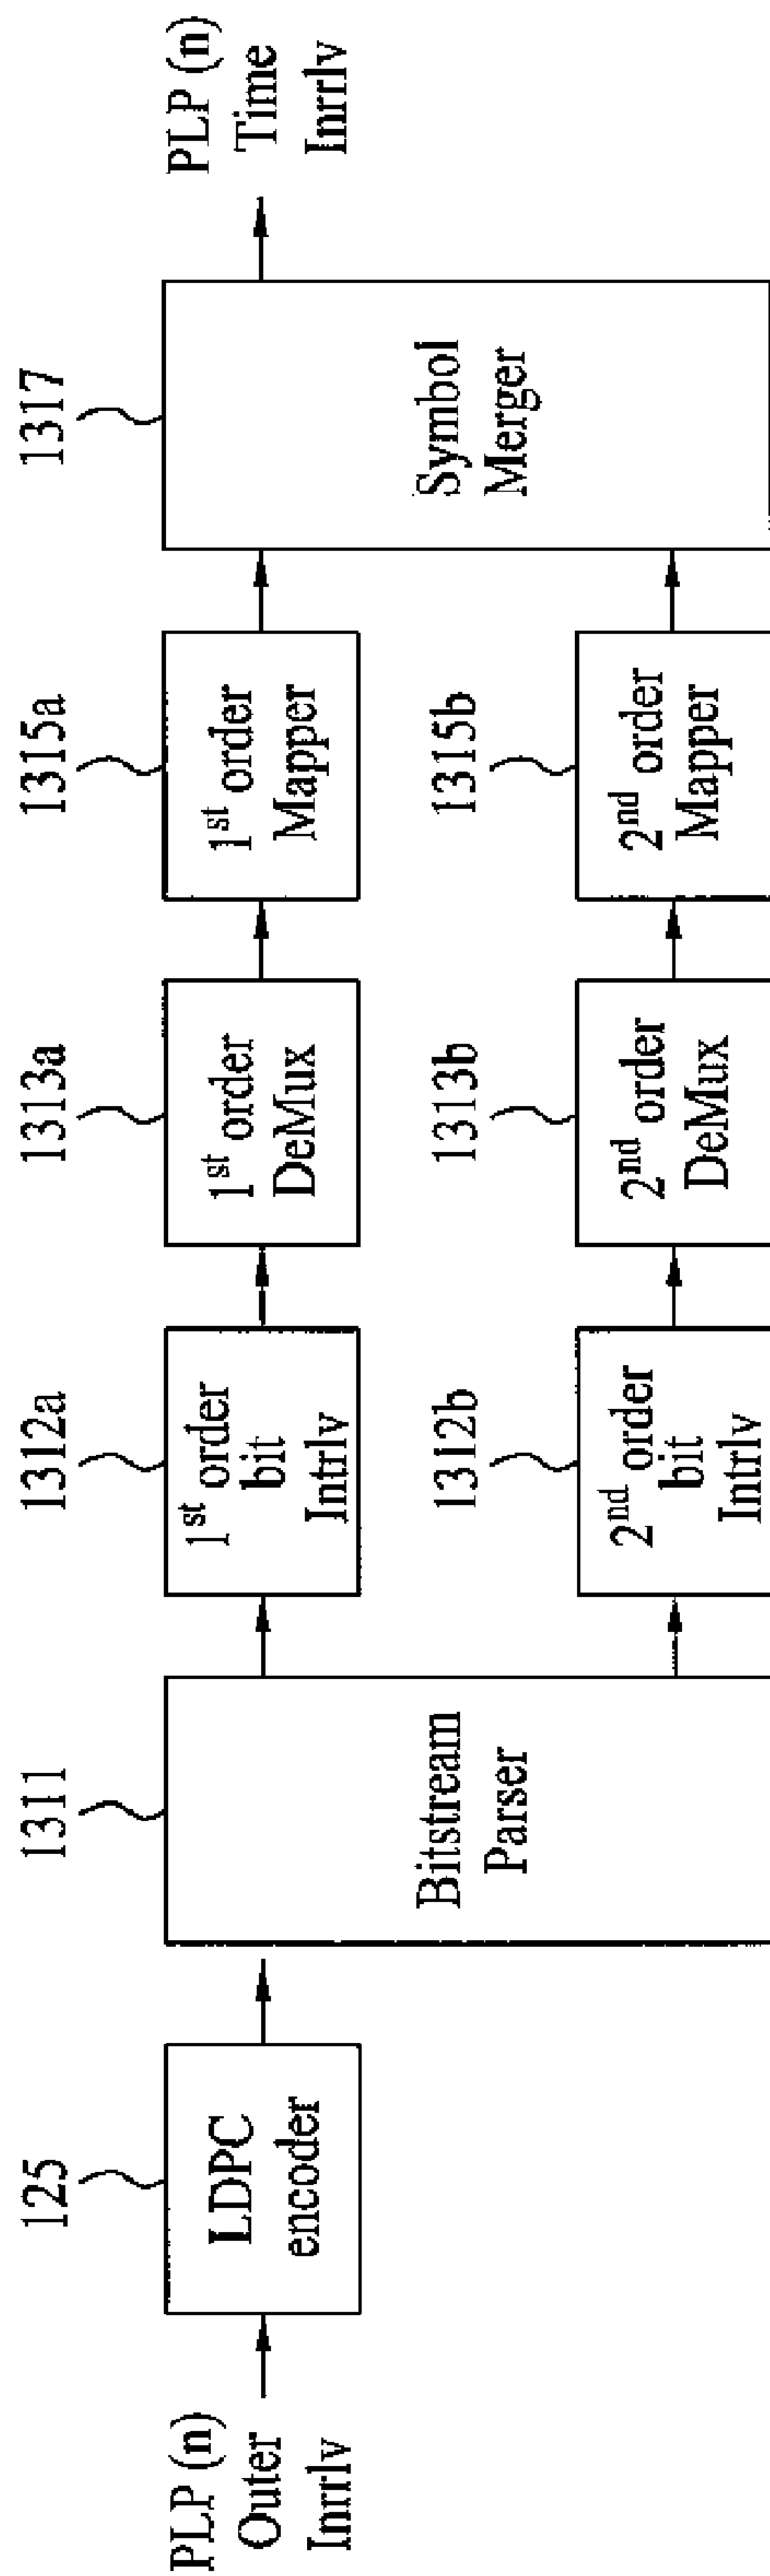 PLP (n)
Outer
Inrrlv
125
LDPC
encoder
1311
Bitstream
Parser
1312a
1st order
bit
Intrlv
1313a
1st order
DeMux
1315a
1st order
Mapper
1312b
2nd order
bit
Intrlv
1313b
2nd order
DeMux
1315b
2nd order
Mapper
1317
Symbol
Merger
PLP (n)
Time
Inrrlv